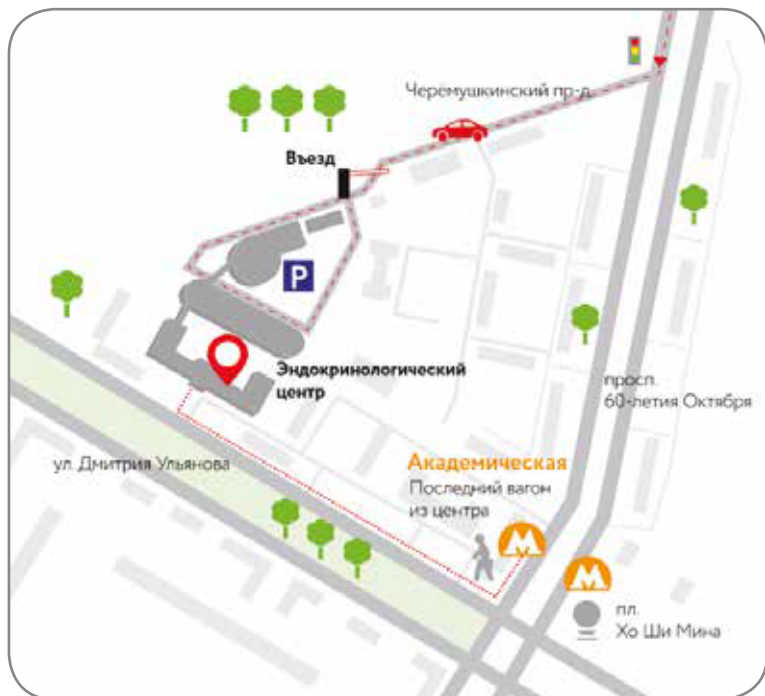 Черёмушкинский пр-д
Въезд
P
Эндокринологический
центр
просп.
60-летия Октября
ул. Дмитрия Ульянова
Академическая
Последний вагон
из центра
М
М
пл.
Хо Ши Мина